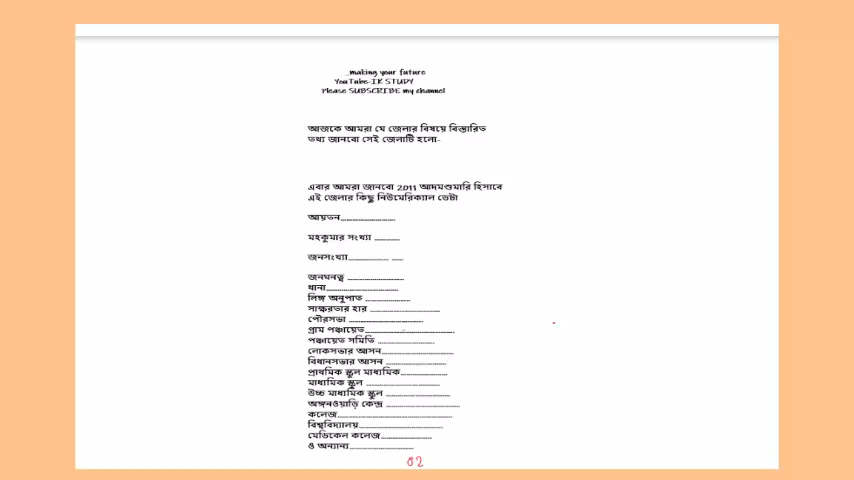 _making your future
YouTube-IK STUDY
Please SUBSCRIBE my channel
আজকে আমরা যে জেলার বিষয়ে বিস্তারিত
তথ্য জানবো সেই জেলাটি হলো-
এবার আমরা জানবো 2011 আদমশুমারি হিসাবে
এই জেলার কিছু নিউমেরিক্যাল ডেটা
আয়তন........................
মহকুমার সংখ্যা ............
জনসংখ্যা.................. .....
জনঘনত্ব ..........................
থানা.................................
লিঙ্গ অনুপাত .....................
সাক্ষরতার হার ................................
পৌরসভা ..................................
গ্রাম পঞ্চায়েত.........................................
পঞ্চায়েত সমিতি ..........................
লোকসভার আসন.................................
বিধানসভার আসন ...........................
প্রাথমিক স্কুল মাধ্যমিক.....................
মাধ্যমিক স্কুল .................................
উচ্চ মাধ্যমিক স্কুল .............................
অঙ্গনওয়াড়ি কেন্দ্র .................................
কলেজ....................................................
বিশ্ববিদ্যালয়......................................
মেডিকেল কলেজ.......................
ও অন্যান্য.............................
02